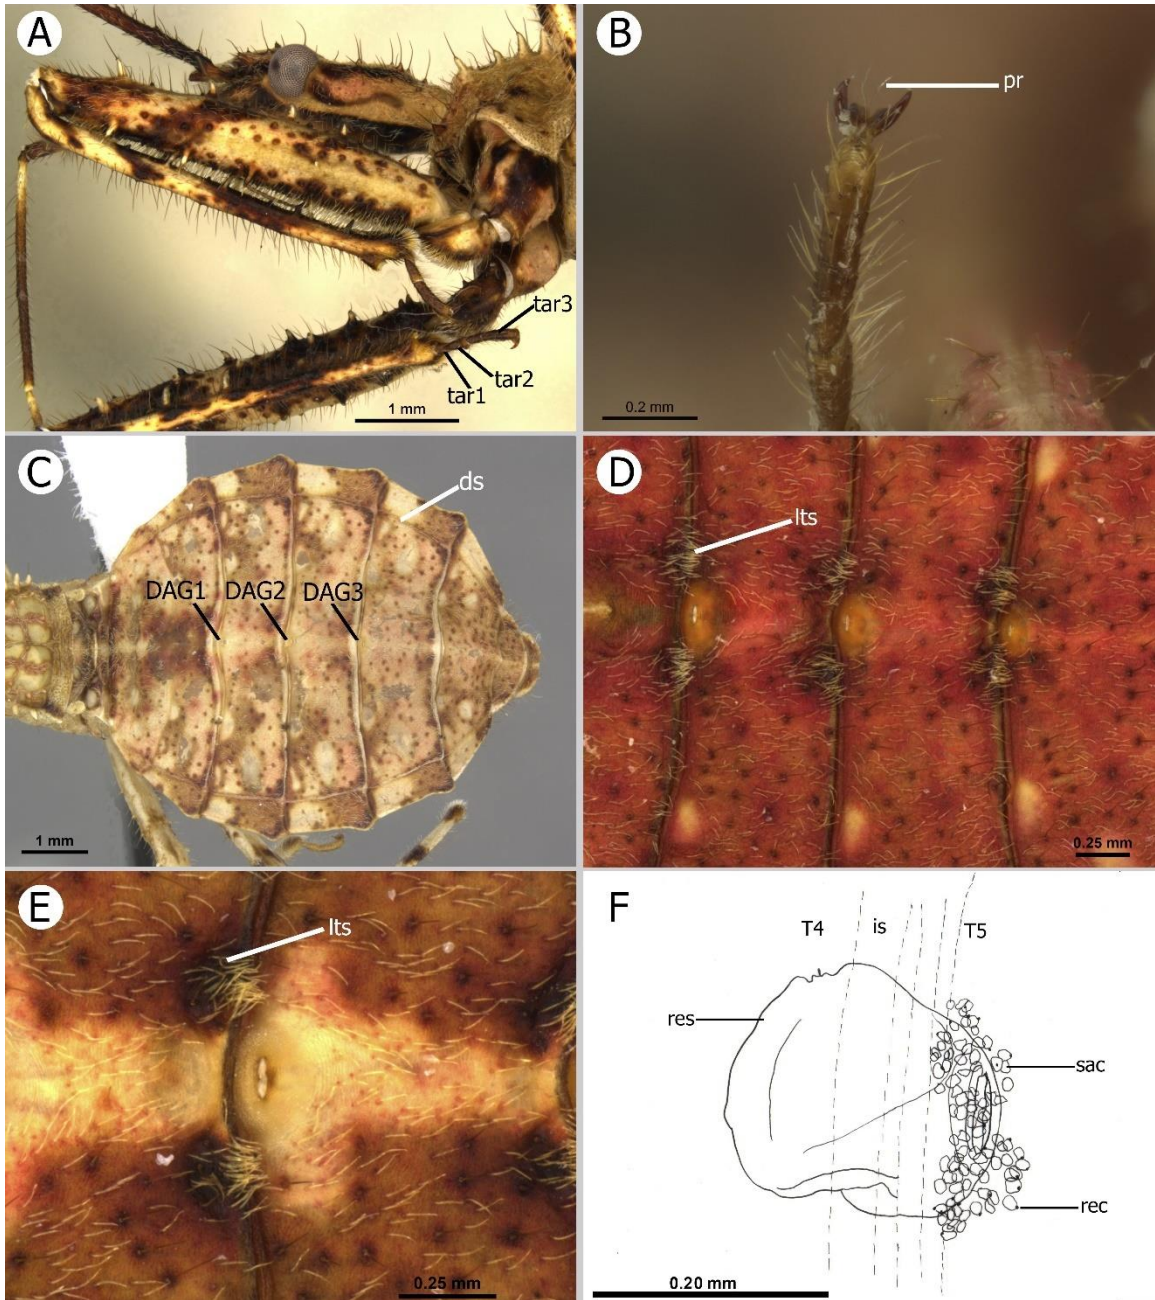 A
tar3
tar2
tar1
1 mm
B
pr
0.2 mm
C
ds
DAG1 DAG2 DAG3
1 mm
D
lts
0.25 mm
E
lts
0.25 mm
F
T4 is T5
res
sac
rec
0.20 mm